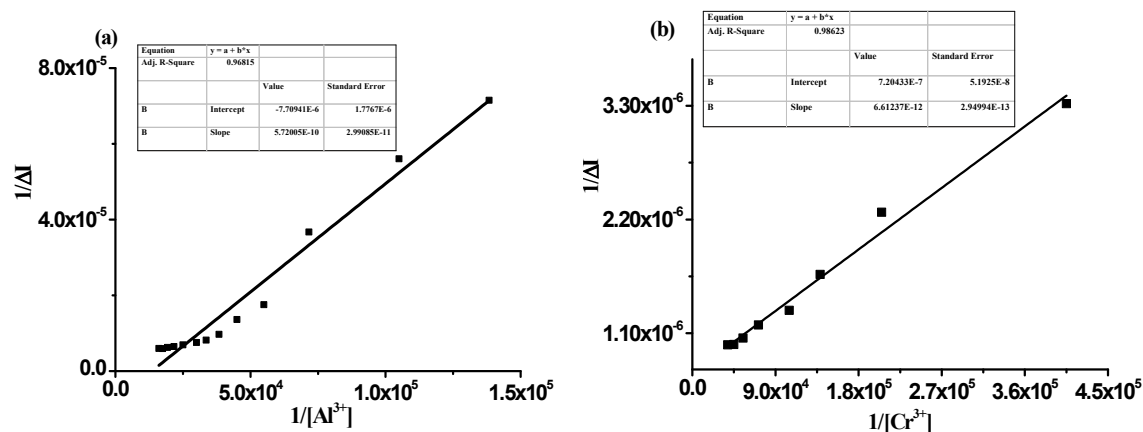 (a)
Equation y = a + b*x
Adj. R-Square 0.96815
Value Standard Error
B Intercept -7.70941E-6 1.7767E-6
B Slope 5.72005E-10 2.99085E-11
8.0x10⁻⁵
4.0x10⁻⁵
0.0
1/ΔI
0.0 5.0x10⁴ 1.0x10⁵ 1.5x10⁵
1/[Al³⁺]
(b)
Equation y = a + b*x
Adj. R-Square 0.98623
Value Standard Error
B Intercept 7.20433E-7 5.1925E-8
B Slope 6.61237E-12 2.94994E-13
3.30x10⁻⁶
2.20x10⁻⁶
1.10x10⁻⁶
1/ΔI
0.0 9.0x10⁴ 1.8x10⁵ 2.7x10⁵ 3.6x10⁵ 4.5x10⁵
1/[Cr³⁺]